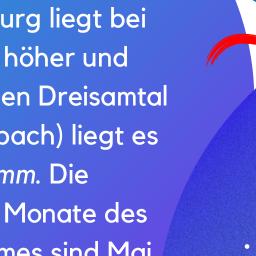 urg liegt bei
höher und
en Dreisamtal
bach) liegt es
mm. Die
Monate des
mes sind Mai